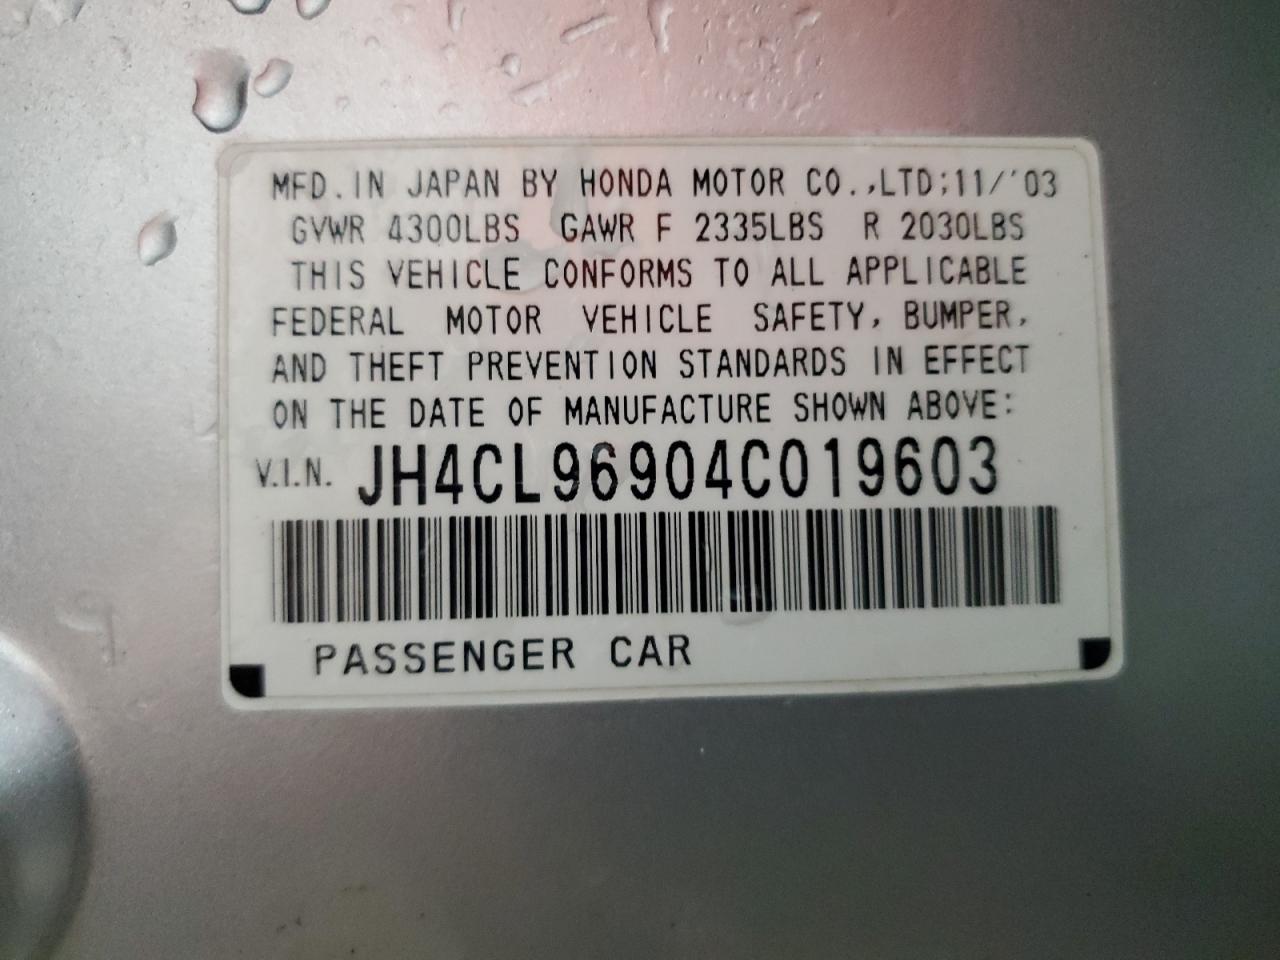 MFD. IN JAPAN BY HONDA MOTOR CO.,LTD;11/'03
GVWR 4300LBS GAWR F 2335LBS R 2030LBS
THIS VEHICLE CONFORMS TO ALL APPLICABLE
FEDERAL MOTOR VEHICLE SAFETY, BUMPER,
AND THEFT PREVENTION STANDARDS IN EFFECT
ON THE DATE OF MANUFACTURE SHOWN ABOVE:
V.I.N. JH4CL96904C019603
PASSENGER CAR